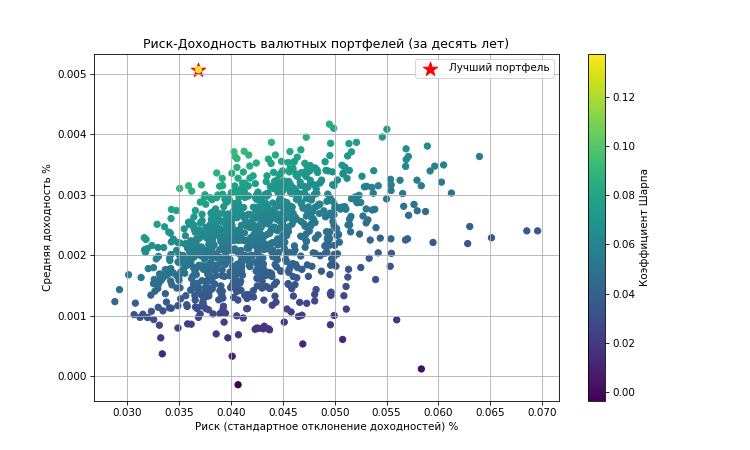 Риск-Доходность валютных портфелей (за десять лет)
Лучший портфель
Средняя доходность %
0.005
0.004
0.003
0.002
0.001
0.000
0.030 0.035 0.040 0.045 0.050 0.055 0.060 0.065 0.070
Риск (стандартное отклонение доходностей) %
0.12
0.10
0.08
0.06
0.04
0.02
0.00
Коэффициент Шарпа